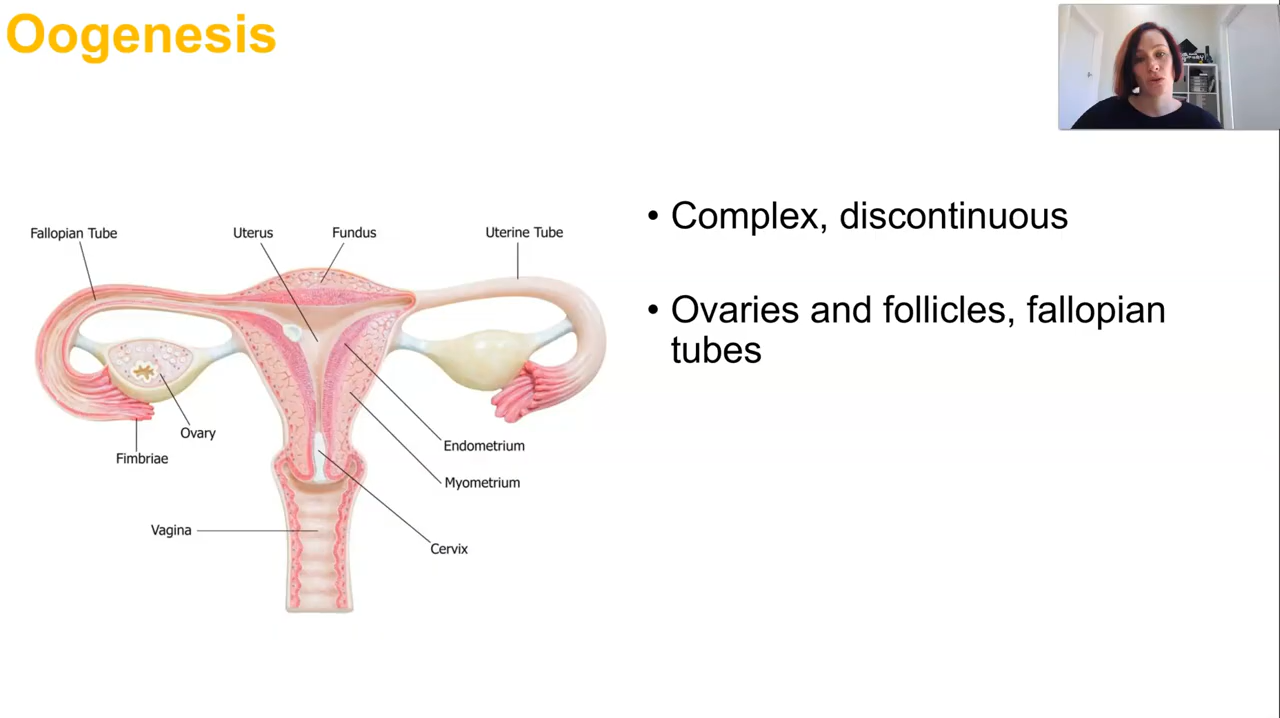 Oogenesis
• Complex, discontinuous
• Ovaries and follicles, fallopian
tubes
Fallopian Tube
Uterus
Fundus
Uterine Tube
Ovary
Fimbriae
Endometrium
Myometrium
Vagina
Cervix